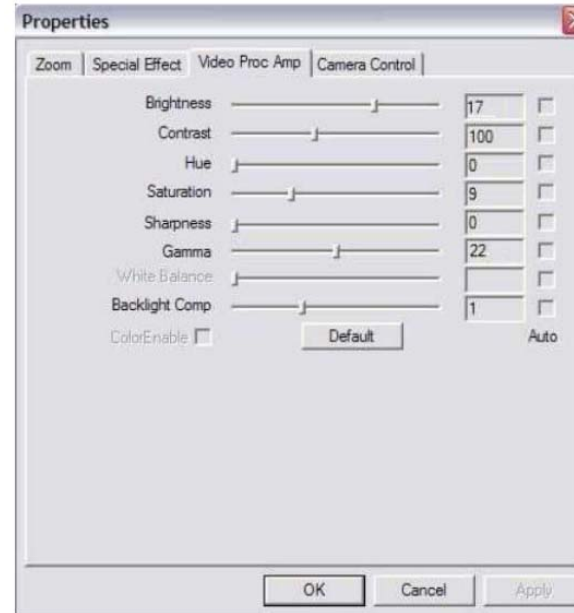 Properties
Zoom Special Effect Video Proc Amp Camera Control
Brightness 17
Contrast 100
Hue 0
Saturation 9
Sharpness 0
Gamma 22
White Balance
Backlight Comp 1
ColorEnable Default Auto
OK Cancel Apply